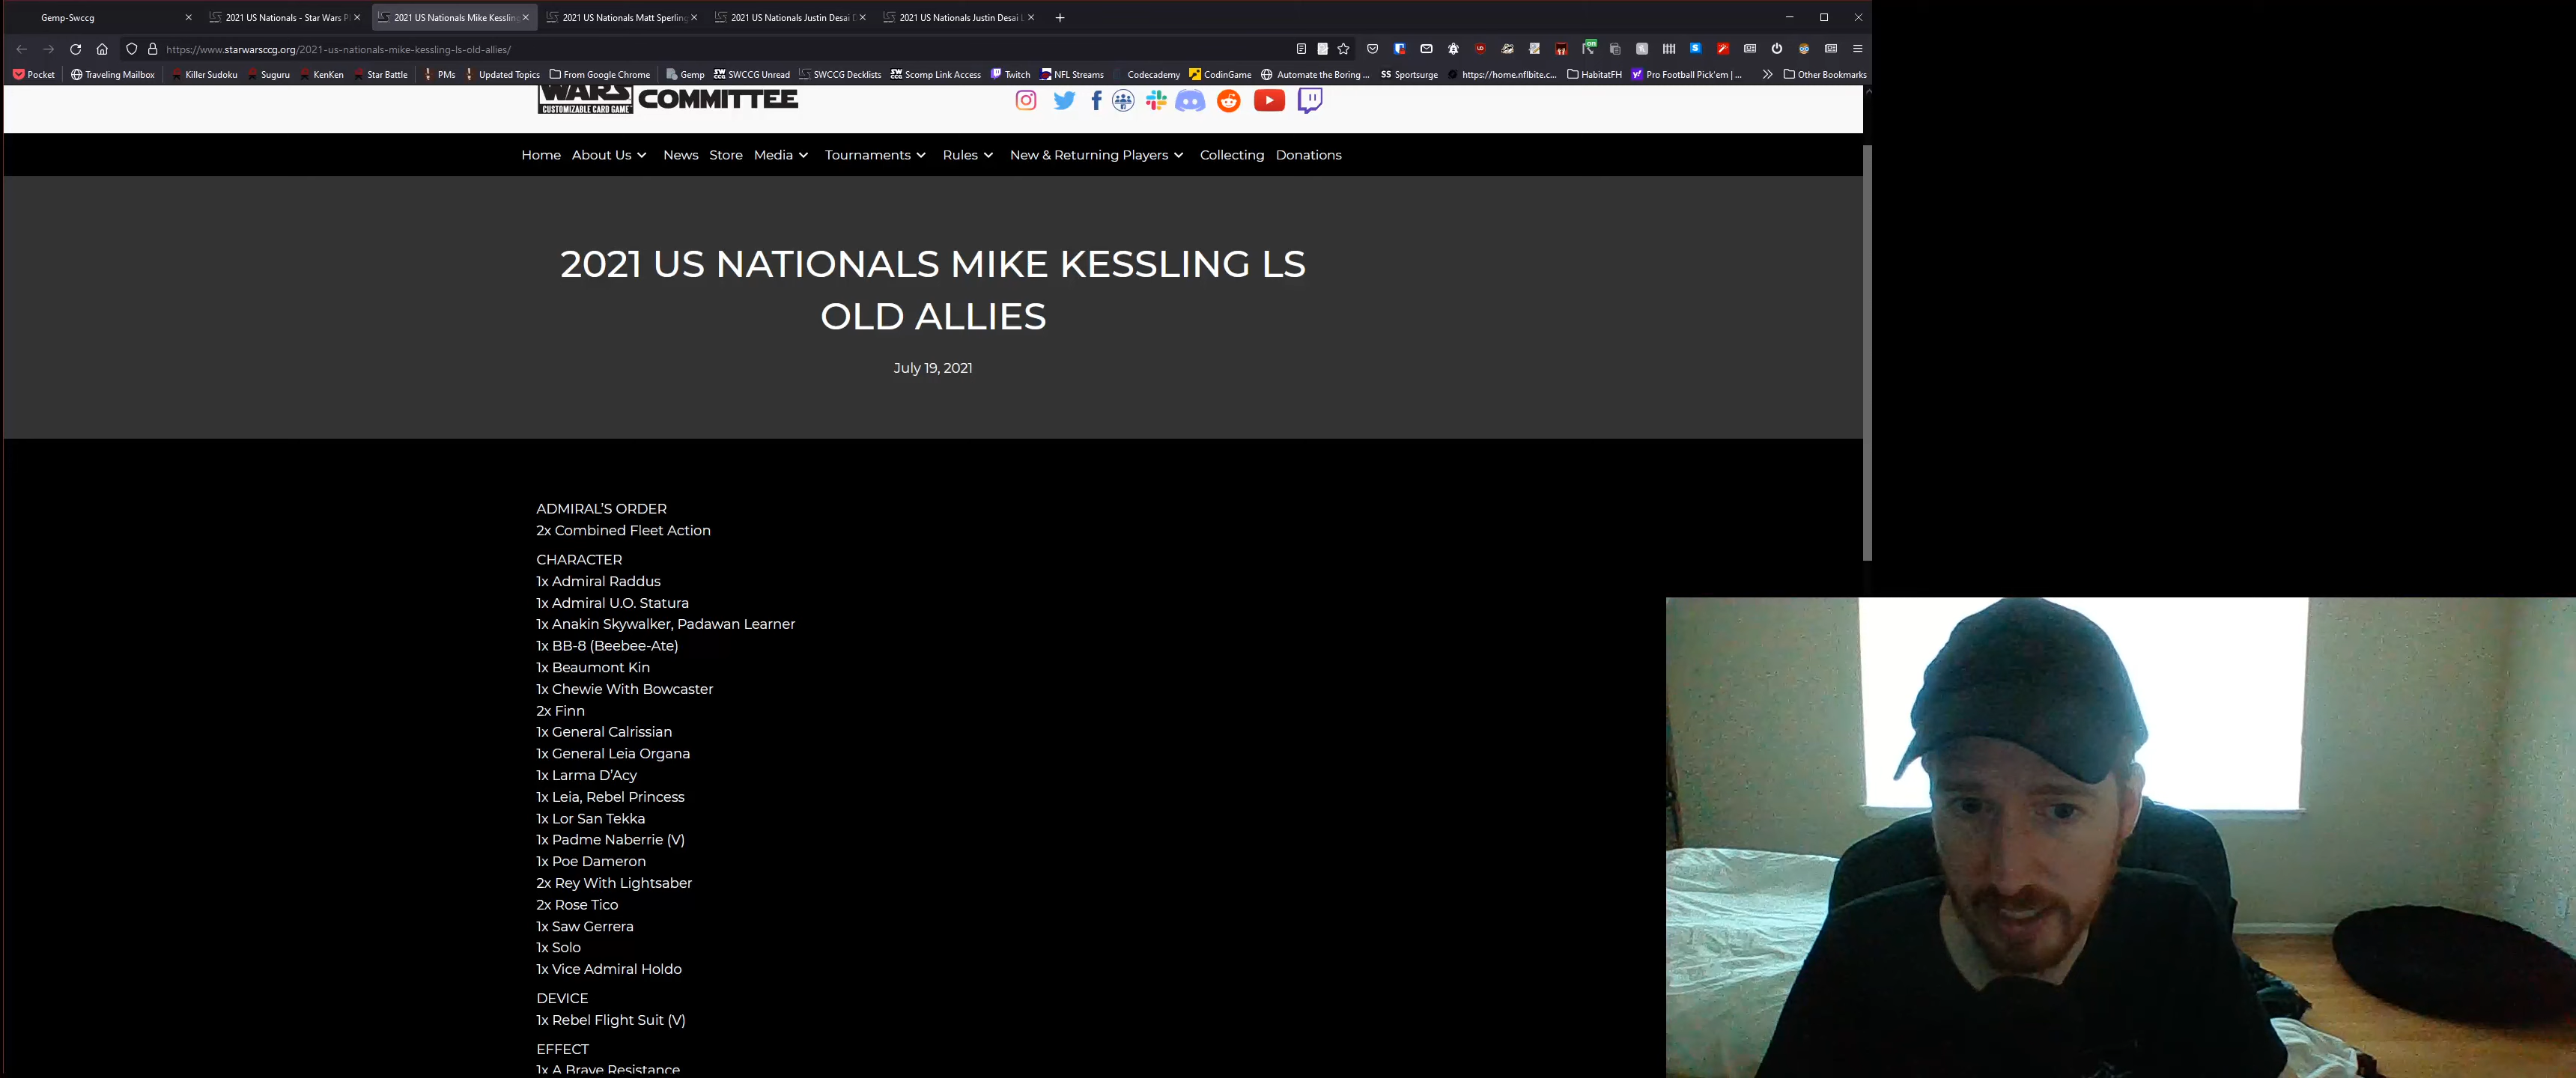 Gemp-Swccg
2021 US Nationals - Star Wars Pl
2021 US Nationals Mike Kessling
2021 US Nationals Matt Sperling
2021 US Nationals Justin Desai D
2021 US Nationals Justin Desai L
https://www.starwarsccg.org/2021-us-nationals-mike-kessling-ls-old-allies/
on
Pocket Traveling Mailbox Killer Sudoku Suguru KenKen Star Battle PMs Updated Topics From Google Chrome Gemp SWCCG Unread SWCCG Decklists Scomp Link Access Twitch NFL Streams Codecademy CodinGame Automate the Boring ... SS Sportsurge https://home.nflbite.c... HabitatFH Pro Football Pick'em | ... Other Bookmarks
WARS COMMITTEE
CUSTOMIZABLE CARD GAME
Home About Us News Store Media Tournaments Rules New & Returning Players Collecting Donations
2021 US NATIONALS MIKE KESSLING LS
OLD ALLIES
July 19, 2021
ADMIRAL'S ORDER
2x Combined Fleet Action
CHARACTER
1x Admiral Raddus
1x Admiral U.O. Statura
1x Anakin Skywalker, Padawan Learner
1x BB-8 (Beebee-Ate)
1x Beaumont Kin
1x Chewie With Bowcaster
2x Finn
1x General Calrissian
1x General Leia Organa
1x Larma D'Acy
1x Leia, Rebel Princess
1x Lor San Tekka
1x Padme Naberrie (V)
1x Poe Dameron
2x Rey With Lightsaber
2x Rose Tico
1x Saw Gerrera
1x Solo
1x Vice Admiral Holdo
DEVICE
1x Rebel Flight Suit (V)
EFFECT
1x A Brave Resistance